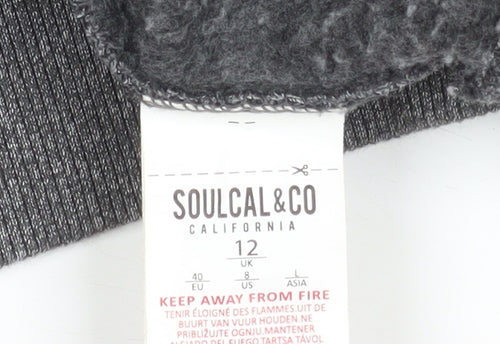 SOULCAL&CO
CALIFORNIA
12
UK
40 8 L
EU US ASIA
KEEP AWAY FROM FIRE
TENIR ÉLOIGNÉ DES FLAMMES.UIT DE
BUURT VAN VUUR HOUDEN.NE
PRIBLIŽUJTE OGNJU.MANTENER
ALEJADO DEL FUEGO TARTSA TÁVOL